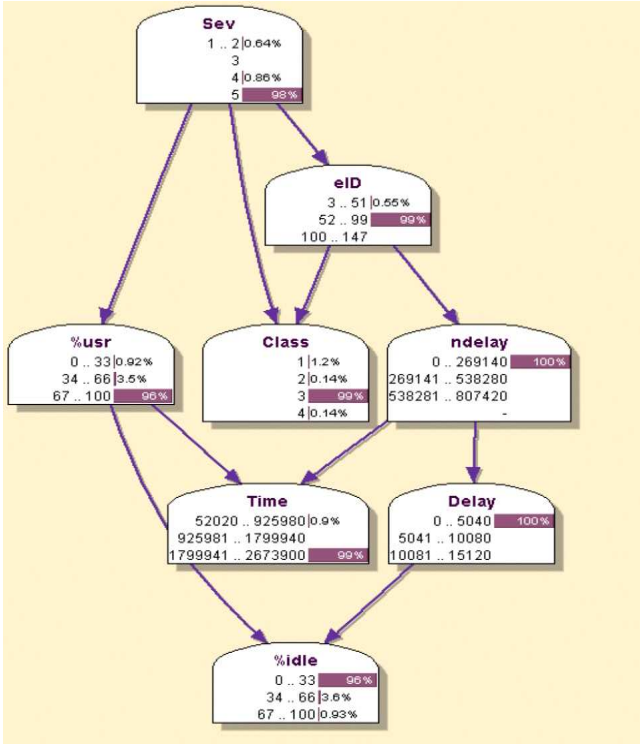 Sev
1 .. 2 0.64%
3
4 0.86%
5 98%
eID
3 .. 51 0.55%
52 .. 99 99%
100 .. 147
%usr
0 .. 33 0.92%
34 .. 66 3.5%
67 .. 100 96%
Class
1 1.2%
2 0.14%
3 99%
4 0.14%
ndelay
0 .. 269140 100%
269141 .. 538280
538281 .. 807420
-
Time
52020 .. 925980 0.9%
925981 .. 1799940
1799941 .. 2673900 99%
Delay
0 .. 5040 100%
5041 .. 10080
10081 .. 15120
%idle
0 .. 33 96%
34 .. 66 3.6%
67 .. 100 0.93%